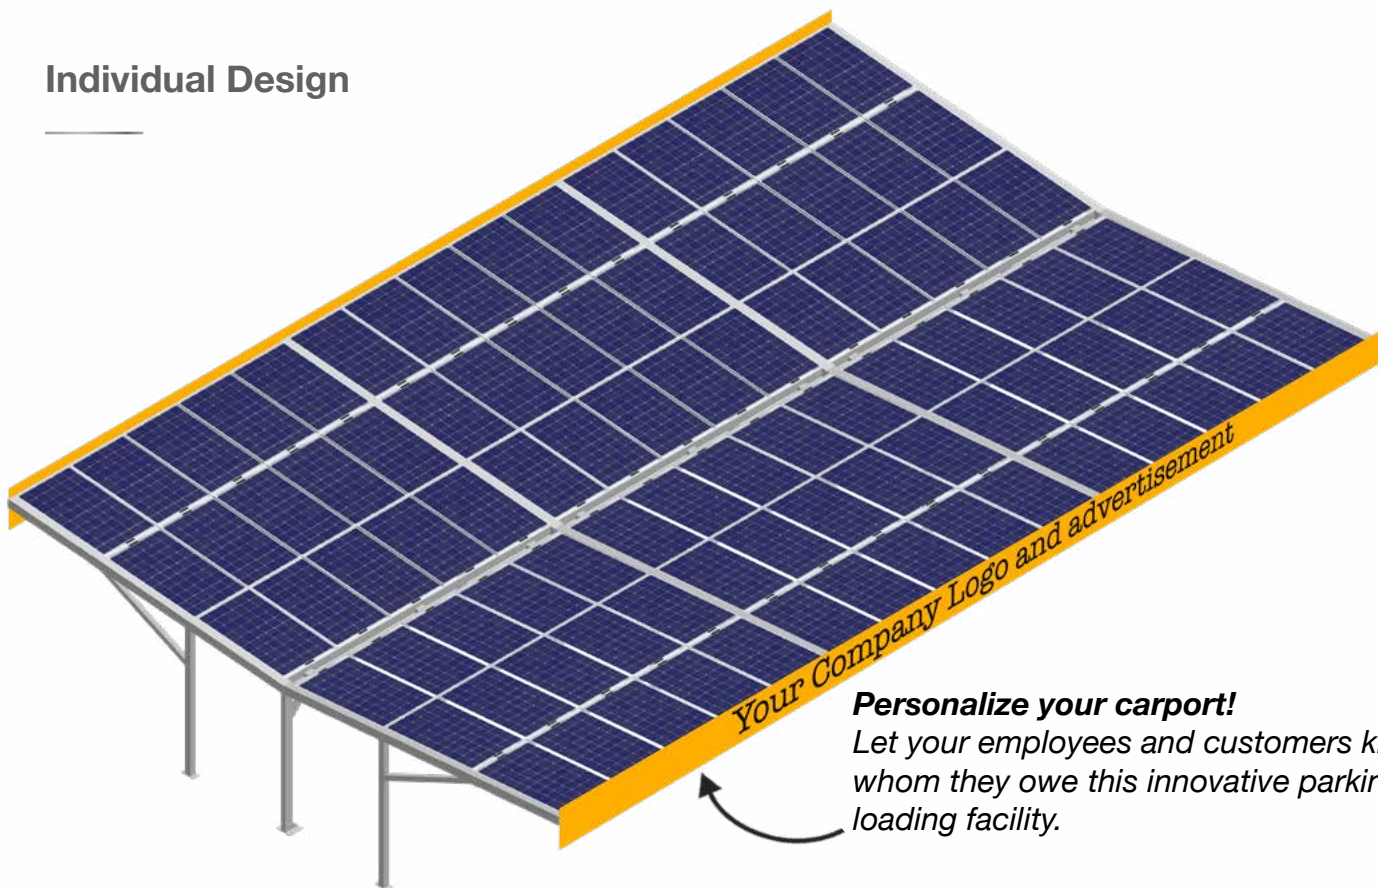 Individual Design
Your Company Logo and advertisement
Personalize your carport!
Let your employees and customers
whom they owe this innovative
loading facility.